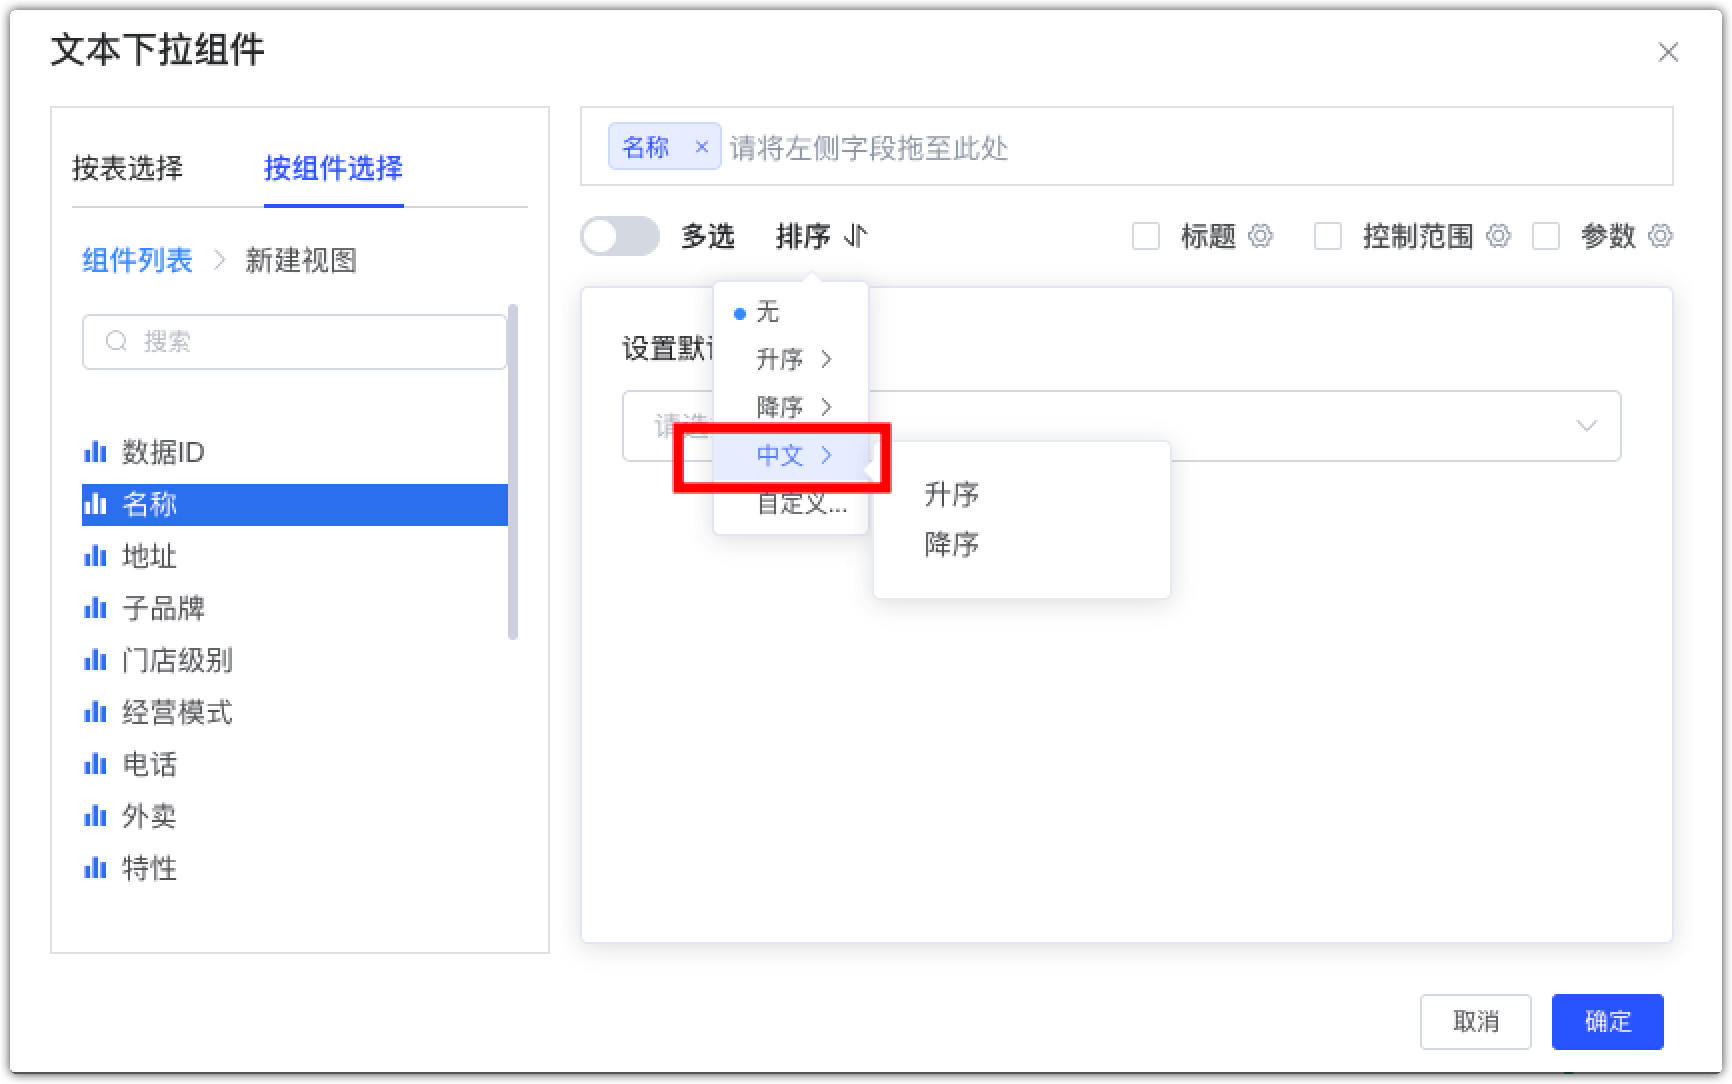 文本下拉组件
按表选择 按组件选择
组件列表 > 新建视图
搜索
数据ID
名称
地址
子品牌
门店级别
经营模式
电话
外卖
特性
名称 × 请将左侧字段拖至此处
多选 排序 标题 控制范围 参数
设置默
请选
无
升序 >
降序 >
中文 >
自定义...
升序
降序
取消 确定